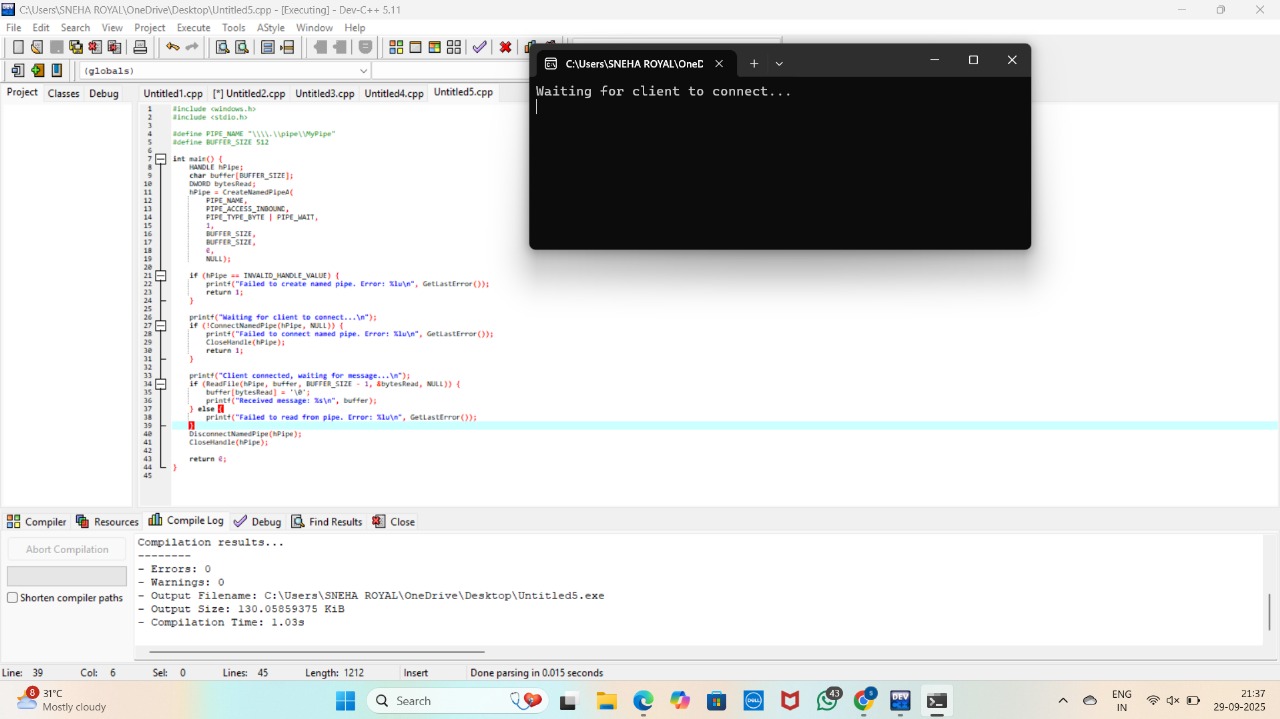 C:\Users\SNEHA ROYAL\OneDrive\Desktop\Untitled5.cpp - [Executing] - Dev-C++ 5.11
File Edit Search View Project Execute Tools AStyle Window Help
(globals)
Project Classes Debug
Untitled1.cpp [*] Untitled2.cpp Untitled3.cpp Untitled4.cpp Untitled5.cpp
C:\Users\SNEHA ROYAL\OneD
Waiting for client to connect...
1 #include <windows.h>
2 #include <stdio.h>
3
4 #define PIPE_NAME "\\\\.\\pipe\\MyPipe"
5 #define BUFFER_SIZE 512
6
7 int main() {
8 HANDLE hPipe;
9 char buffer[BUFFER_SIZE];
10 DWORD bytesRead;
11 hPipe = CreateNamedPipeA(
12 PIPE_NAME,
13 PIPE_ACCESS_INBOUND,
14 PIPE_TYPE_BYTE | PIPE_WAIT,
15 1,
16 BUFFER_SIZE,
17 BUFFER_SIZE,
18 0,
19 NULL);
20
21 if (hPipe == INVALID_HANDLE_VALUE) {
22 printf("Failed to create named pipe. Error: %lu\n", GetLastError());
23 return 1;
24 }
25
26 printf("Waiting for client to connect...\n");
27 if (!ConnectNamedPipe(hPipe, NULL)) {
28 printf("Failed to connect named pipe. Error: %lu\n", GetLastError());
29 CloseHandle(hPipe);
30 return 1;
31 }
32
33 printf("Client connected, waiting for message...\n");
34 if (ReadFile(hPipe, buffer, BUFFER_SIZE - 1, &bytesRead, NULL)) {
35 buffer[bytesRead] = '\0';
36 printf("Received message: %s\n", buffer);
37 } else {
38 printf("Failed to read from pipe. Error: %lu\n", GetLastError());
39 }
40 DisconnectNamedPipe(hPipe);
41 CloseHandle(hPipe);
42
43 return 0;
44 }
45
Compiler Resources Compile Log Debug Find Results Close
Abort Compilation
Shorten compiler paths
Compilation results...
--------
- Errors: 0
- Warnings: 0
- Output Filename: C:\Users\SNEHA ROYAL\OneDrive\Desktop\Untitled5.exe
- Output Size: 130.05859375 KiB
- Compilation Time: 1.03s
Line: 39 Col: 6 Sel: 0 Lines: 45 Length: 1212 Insert Done parsing in 0.015 seconds
8
31°C
Mostly cloudy
Search
DELL
43
S
DEV
ENG
IN
21:37
29-09-2025